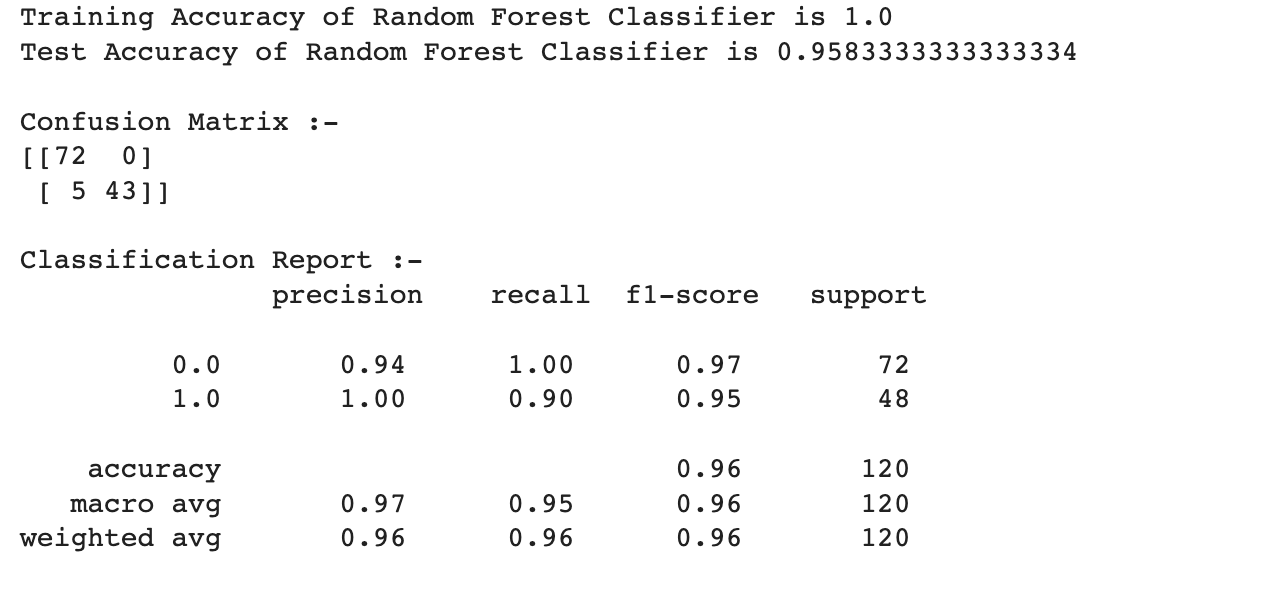 Training Accuracy of Random Forest Classifier is 1.0
Test Accuracy of Random Forest Classifier is 0.9583333333333334
Confusion Matrix :-
[[72  0]
 [ 5 43]]
Classification Report :-
precision    recall  f1-score   support
0.0       0.94      1.00      0.97        72
1.0       1.00      0.90      0.95        48
accuracy                           0.96       120
macro avg       0.97      0.95      0.96       120
weighted avg       0.96      0.96      0.96       120